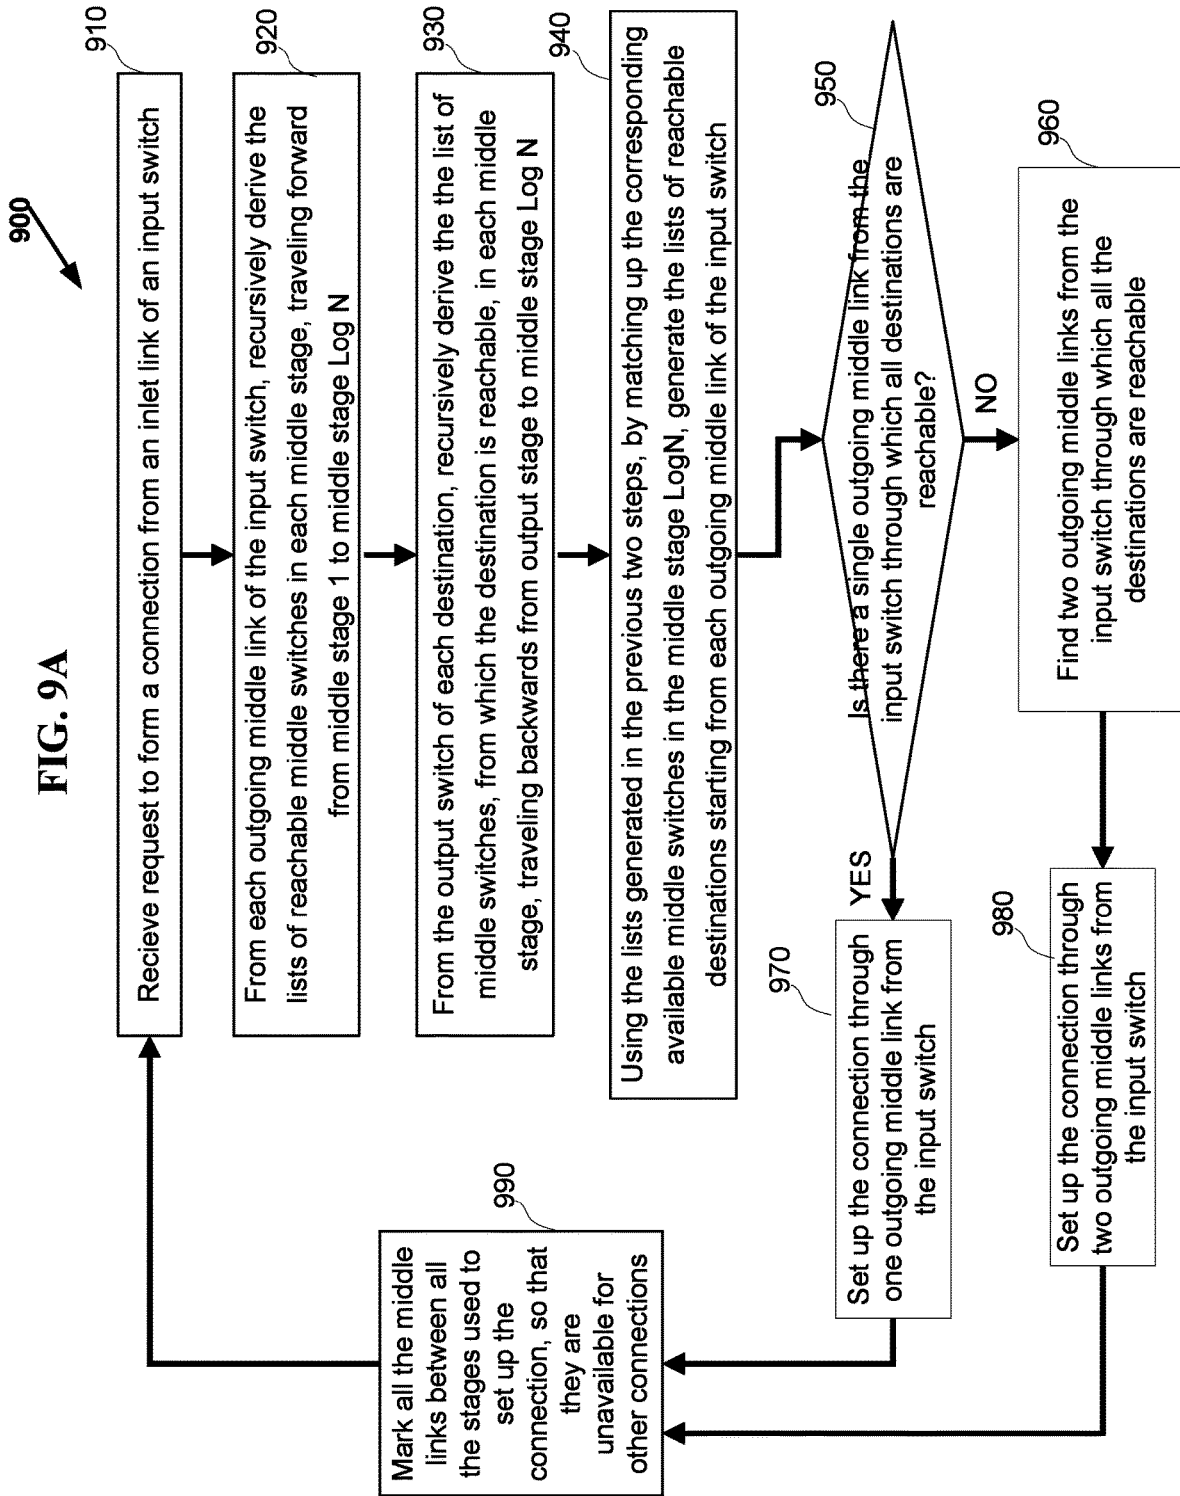 FIG. 9A
900
910
Recieve request to form a connection from an inlet link of an input switch
920
From each outgoing middle link of the input switch, recursively derive the
lists of reachable middle switches in each middle stage, traveling forward
from middle stage 1 to middle stage Log N
930
From the output switch of each destination, recursively derive the the list of
middle switches, from which the destination is reachable, in each middle
stage, traveling backwards from output stage to middle stage Log N
940
Using the lists generated in the previous two steps, by matching up the corresponding
available middle switches in the middle stage LogN, generate the lists of reachable
destinations starting from each outgoing middle link of the input switch
950
Is there a single outgoing middle link from the
input switch through which all destinations are
reachable?
YES
NO
960
Find two outgoing middle links from the
input switch through which all the
destinations are reachable
970
Set up the connection through
one outgoing middle link from
the input switch
980
Set up the connection through
two outgoing middle links from
the input switch
990
Mark all the middle
links between all
the stages used to
set up the
connection, so that
they are
unavailable for
other connections